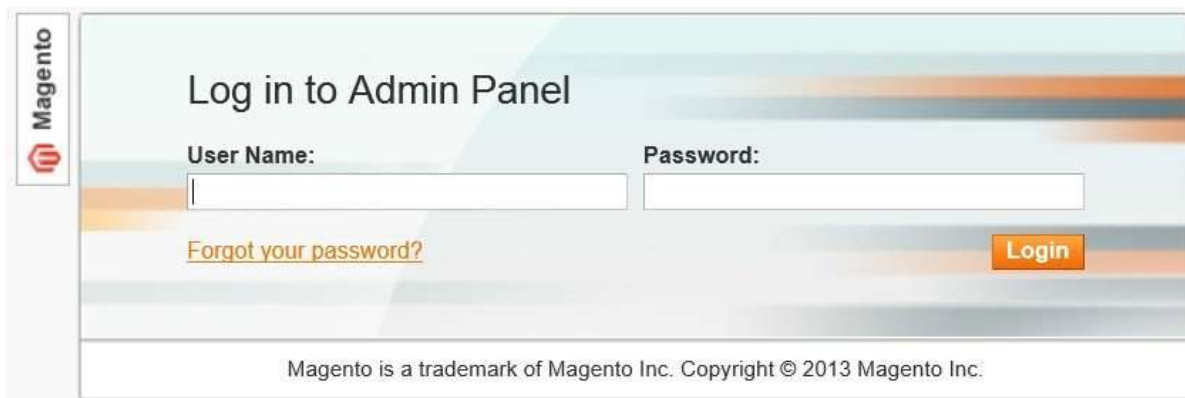 Magento
Log in to Admin Panel
User Name:
Password:
Forgot your password?
Login
Magento is a trademark of Magento Inc. Copyright © 2013 Magento Inc.